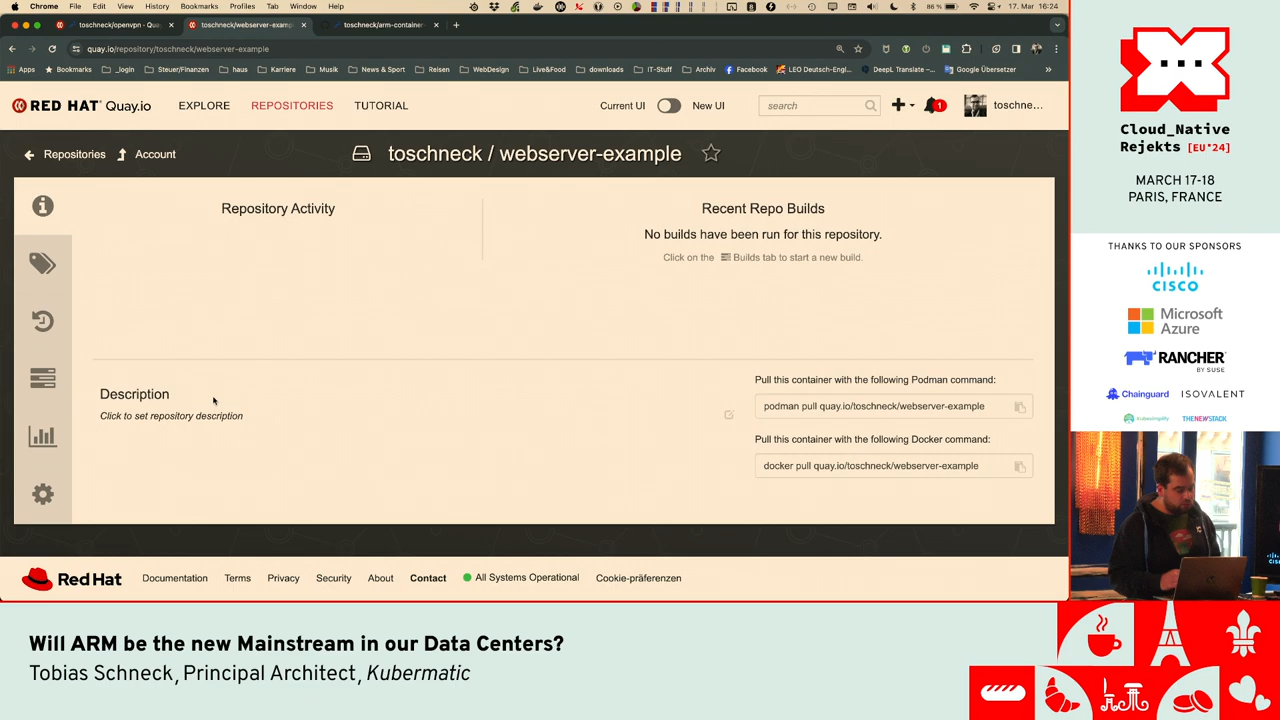 Chrome File Edit View History Bookmarks Profiles Tab Window Help
86 % 17. Mar 16:24
toschneck/openvpn · Quay
toschneck/webserver-examp
toschneck/arm-container-
quay.io/repository/toschneck/webserver-example
Apps Bookmarks _login Steuer/Finanzen haus Karriere Musik News & Sport Reisen WebDesign Live&Food downloads IT-Stuff Archiv Facebook LEO Deutsch-Engl... DeepL Translate –... Google Übersetzer »
RED HAT Quay.io EXPLORE REPOSITORIES TUTORIAL Current UI New UI search 1 toschne...
Repositories Account toschneck / webserver-example
Repository Activity
Recent Repo Builds
No builds have been run for this repository.
Click on the Builds tab to start a new build.
Description
Click to set repository description
Pull this container with the following Podman command:
podman pull quay.io/toschneck/webserver-example
Pull this container with the following Docker command:
docker pull quay.io/toschneck/webserver-example
Red Hat Documentation Terms Privacy Security About Contact All Systems Operational Cookie-präferenzen
Cloud_Native
Rejekts [EU'24]
MARCH 17-18
PARIS, FRANCE
THANKS TO OUR SPONSORS
CISCO
Microsoft
Azure
RANCHER
BY SUSE
Chainguard ISOVALENT
Kubesimplify THENEWSTACK
Will ARM be the new Mainstream in our Data Centers?
Tobias Schneck, Principal Architect, Kubermatic